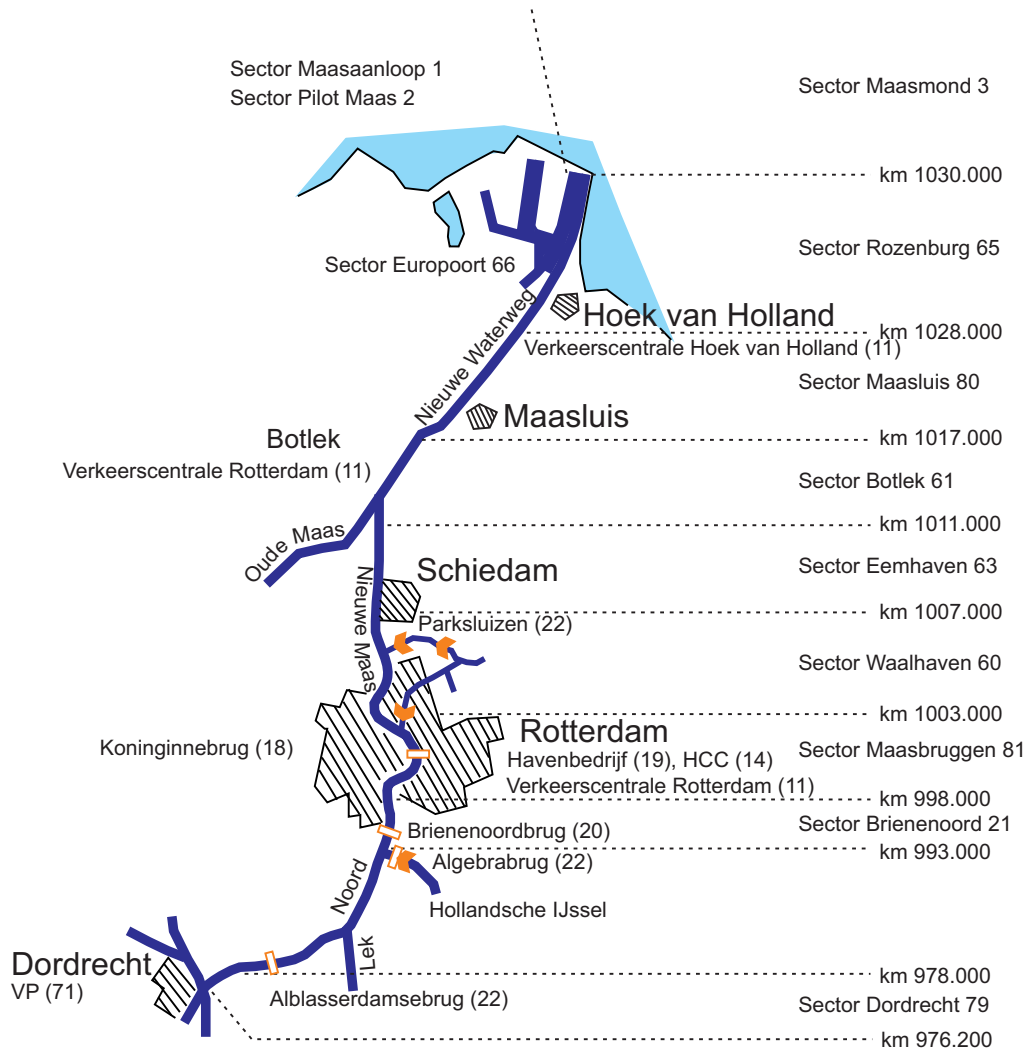 Sector Maasaanloop 1
Sector Pilot Maas 2
Sector Maasmond 3
km 1030.000
Sector Rozenburg 65
Sector Europoort 66
Hoek van Holland
km 1028.000
Verkeerscentrale Hoek van Holland (11)
Nieuwe Waterweg
Sector Maasluis 80
Maasluis
Botlek
km 1017.000
Verkeerscentrale Rotterdam (11)
Sector Botlek 61
km 1011.000
Oude Maas
Schiedam
Sector Eemhaven 63
Nieuwe Maas
km 1007.000
Parksluizen (22)
Sector Waalhaven 60
km 1003.000
Rotterdam
Koninginnebrug (18)
Sector Maasbruggen 81
Havenbedrijf (19), HCC (14)
Verkeerscentrale Rotterdam (11)
km 998.000
Sector Brienenoord 21
Brienenoordbrug (20)
km 993.000
Algebrabrug (22)
Noord
Hollandsche IJssel
Lek
Dordrecht
VP (71)
km 978.000
Alblasserdamsebrug (22)
Sector Dordrecht 79
km 976.200